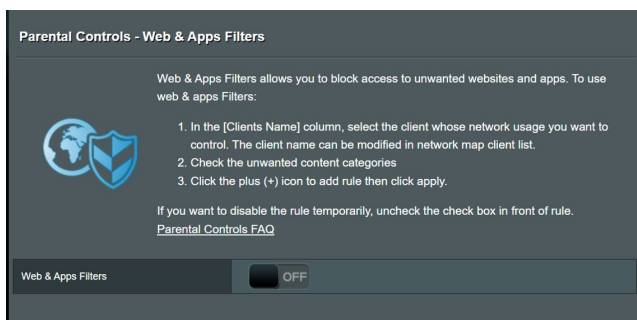 Parental Controls - Web & Apps Filters
Web & Apps Filters allows you to block access to unwanted websites and apps. To use
web & apps Filters:
1. In the [Clients Name] column, select the client whose network usage you want to
control. The client name can be modified in network map client list.
2. Check the unwanted content categories
3. Click the plus (+) icon to add rule then click apply.
If you want to disable the rule temporarily, uncheck the check box in front of rule.
Parental Controls FAQ
Web & Apps Filters
OFF